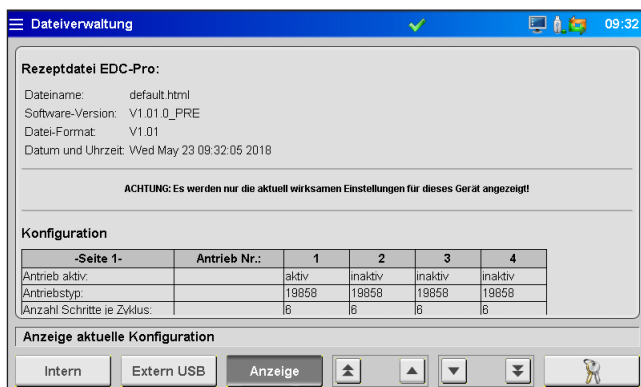 Dateiverwaltung 09:32
Rezeptdatei EDC-Pro:
Dateiname: default.html
Software-Version: V1.01.0_PRE
Datei-Format: V1.01
Datum und Uhrzeit: Wed May 23 09:32:05 2018
ACHTUNG: Es werden nur die aktuell wirksamen Einstellungen für dieses Gerät angezeigt!
Konfiguration
-Seite 1- Antrieb Nr.: 1 2 3 4
Antrieb aktiv: aktiv inaktiv inaktiv inaktiv
Antriebstyp: 19858 19858 19858 19858
Anzahl Schritte je Zyklus: 6 6 6 6
Anzeige aktuelle Konfiguration
Intern Extern USB Anzeige